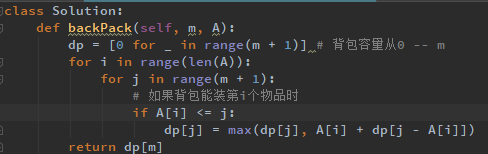 class Solution:
    def backPack(self, m, A):
        dp = [0 for _ in range(m + 1)] # 背包容量从0 -- m
        for i in range(len(A)):
            for j in range(m + 1):
                # 如果背包能装第i个物品时
                if A[i] <= j:
                    dp[j] = max(dp[j], A[i] + dp[j - A[i]])
        return dp[m]